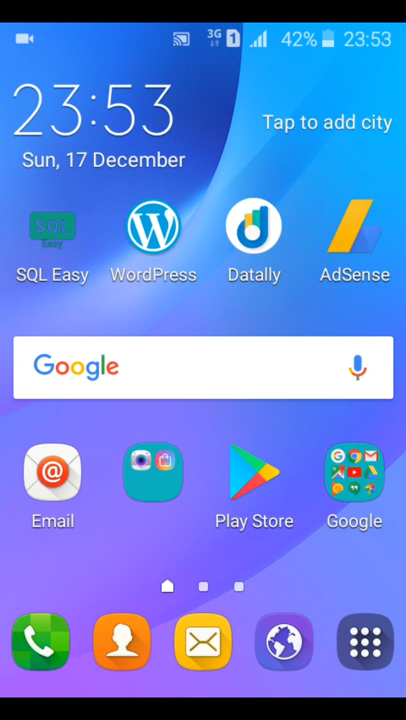 3G 1 42% 23:53
23:53
Tap to add city
Sun, 17 December
SQL
Easy
SQL Easy WordPress Datally AdSense
Google
Email Play Store Google